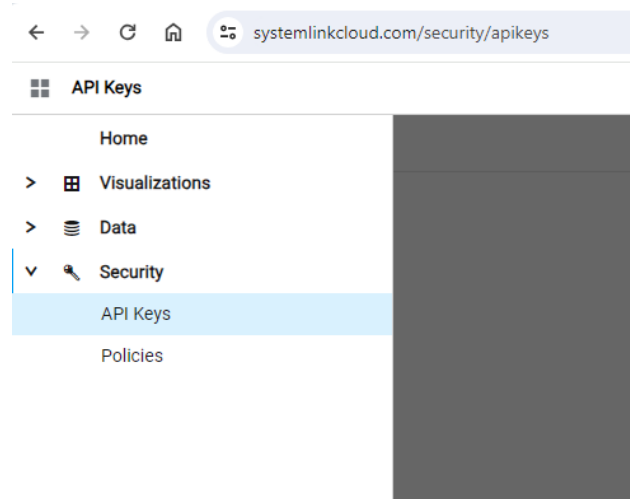 systemlinkcloud.com/security/apikeys
API Keys
Home
Visualizations
Data
Security
API Keys
Policies